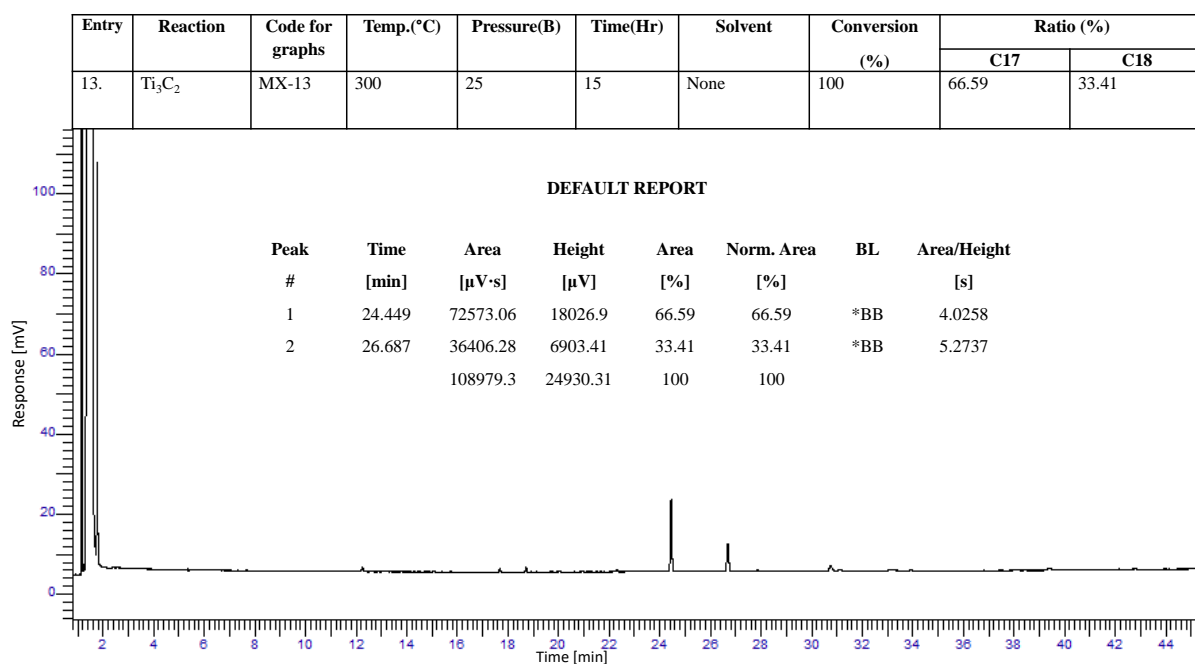 Entry Reaction Code for graphs Temp.(°C) Pressure(B) Time(Hr) Solvent Conversion (%) Ratio (%)
C17 C18
13. Ti₃C₂ MX-13 300 25 15 None 100 66.59 33.41
DEFAULT REPORT
Peak Time Area Height Area Norm. Area BL Area/Height
# [min] [μV·s] [μV] [%] [%] [s]
1 24.449 72573.06 18026.9 66.59 66.59 *BB 4.0258
2 26.687 36406.28 6903.41 33.41 33.41 *BB 5.2737
108979.3 24930.31 100 100
Response [mV]
100
80
60
40
20
0
2 4 6 8 10 12 14 16 18 20 22 24 26 28 30 32 34 36 38 40 42 44
Time [min]